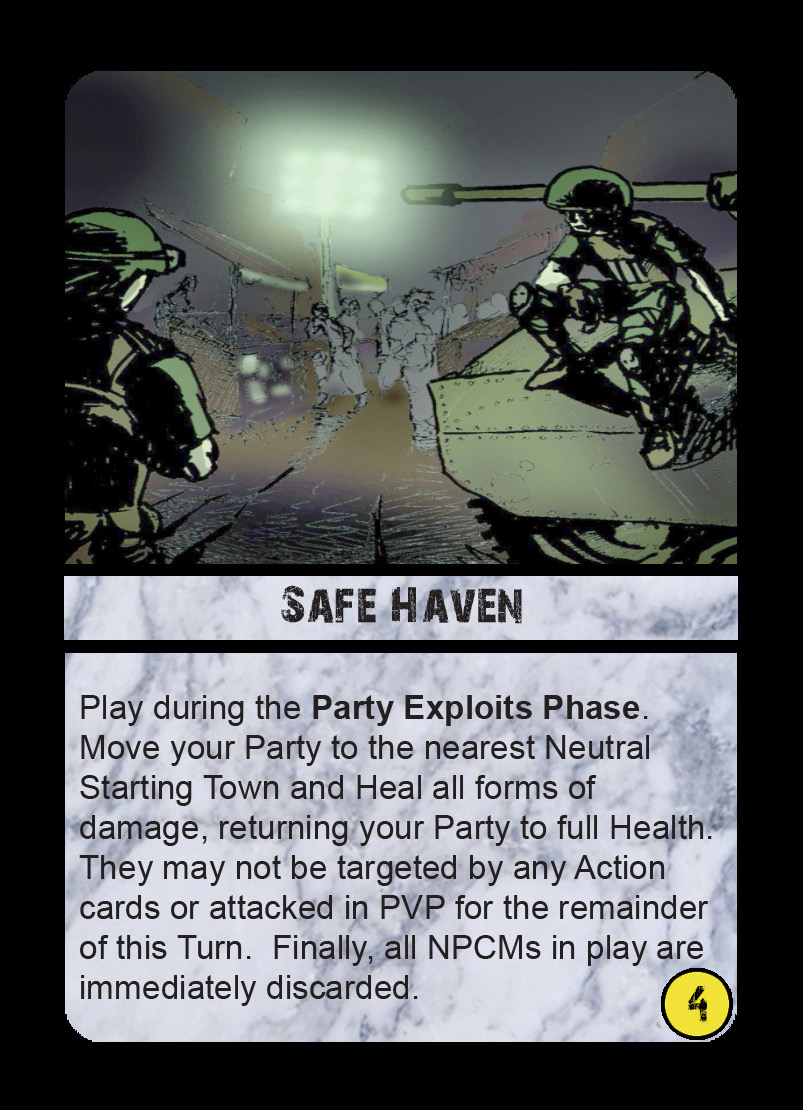 SAFE HAVEN
Play during the Party Exploits Phase.
Move your Party to the nearest Neutral
Starting Town and Heal all forms of
damage, returning your Party to full Health.
They may not be targeted by any Action
cards or attacked in PVP for the remainder
of this Turn.  Finally, all NPCMs in play are
immediately discarded.
4